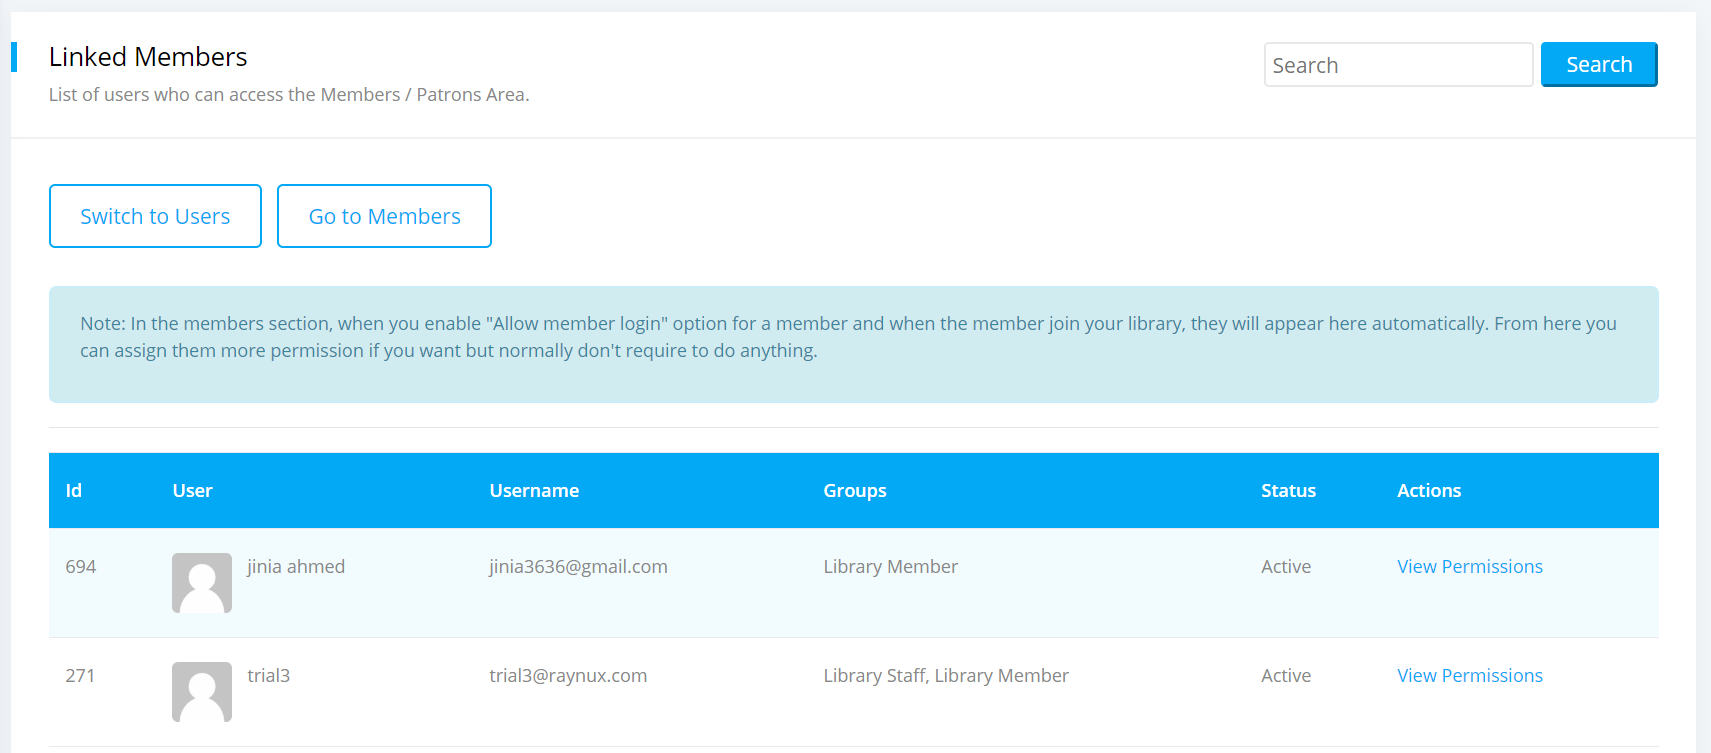 Linked Members
List of users who can access the Members / Patrons Area.
Search Search
Switch to Users Go to Members
Note: In the members section, when you enable "Allow member login" option for a member and when the member join your library, they will appear here automatically. From here you
can assign them more permission if you want but normally don't require to do anything.
Id User Username Groups Status Actions
694 jinia ahmed jinia3636@gmail.com Library Member Active View Permissions
271 trial3 trial3@raynux.com Library Staff, Library Member Active View Permissions